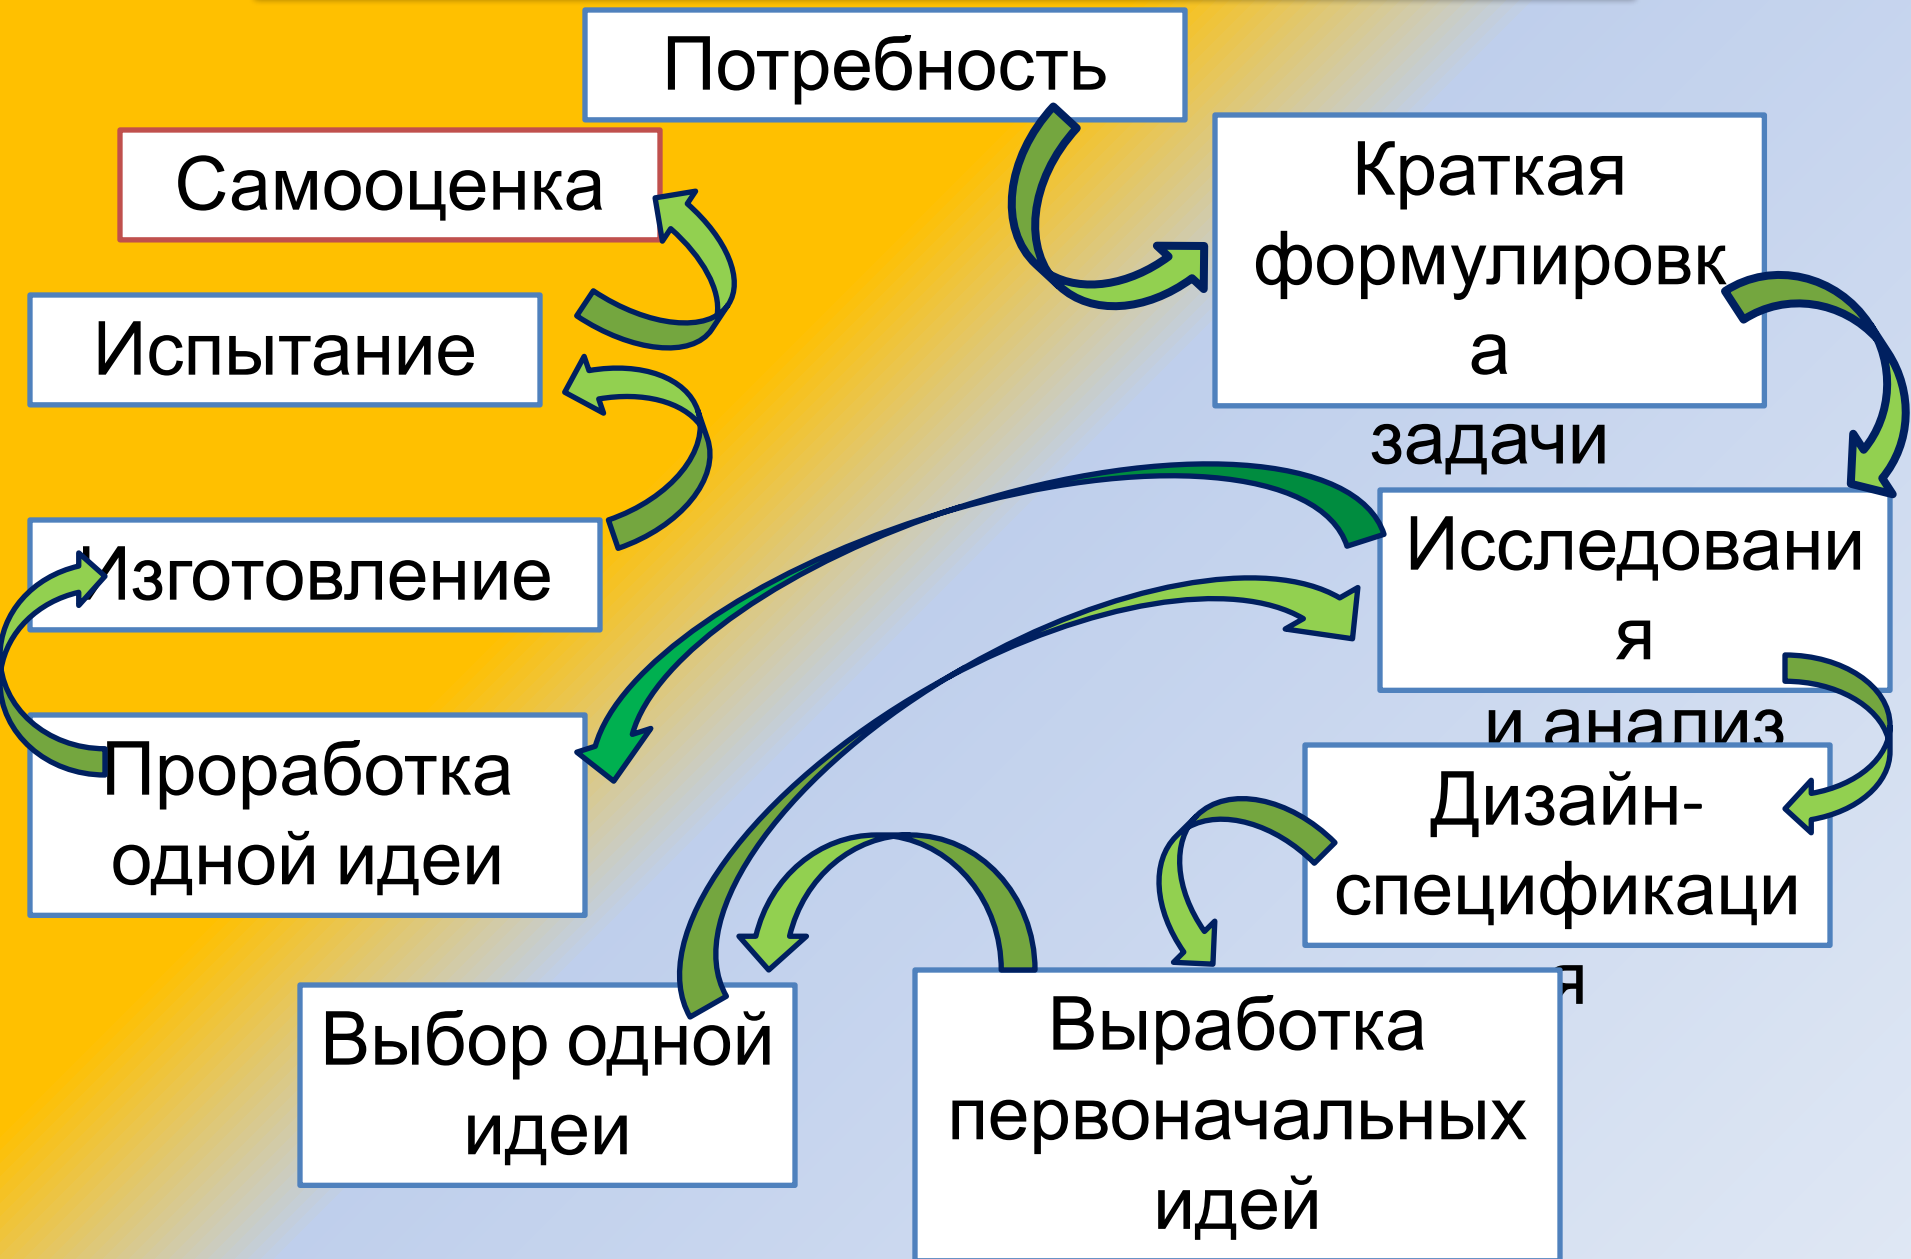 Потребность
Краткая
формулировк
а
задачи
Исследовани
я
и анализ
Дизайн-
спецификаци
я
Выработка
первоначальных
идей
Выбор одной
идеи
Проработка
одной идеи
Изготовление
Испытание
Самооценка